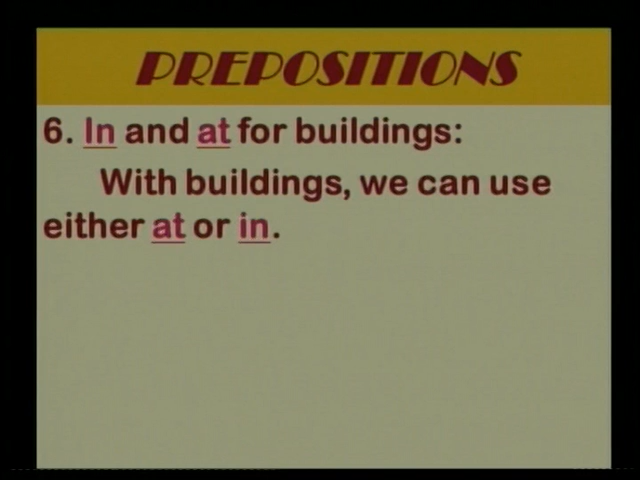 PREPOSITIONS
6. In and at for buildings:
With buildings, we can use
either at or in.